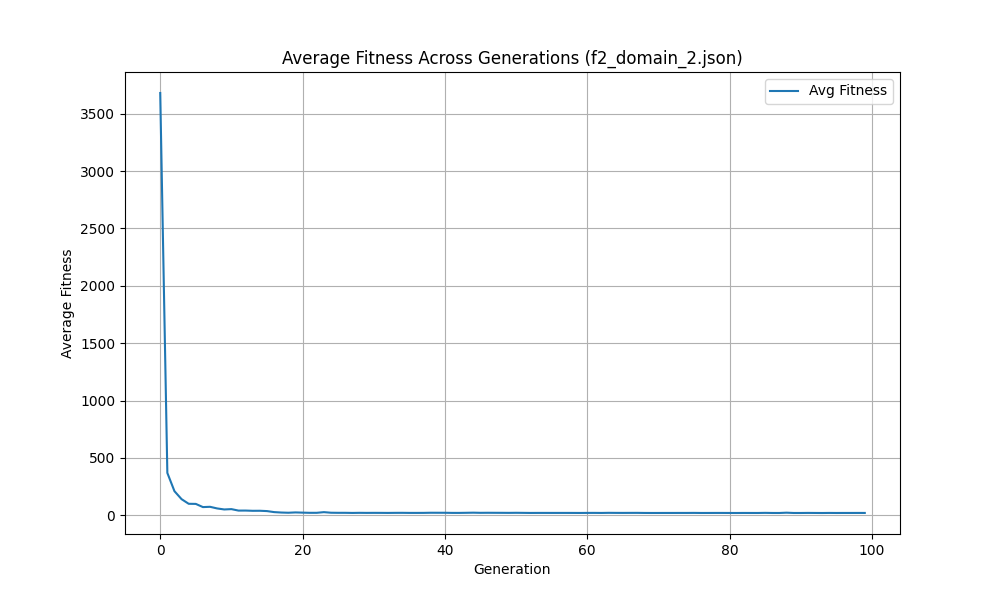 Average Fitness Across Generations (f2_domain_2.json)
Avg Fitness
3500
3000
2500
2000
1500
1000
500
0
Average Fitness
0 20 40 60 80 100
Generation